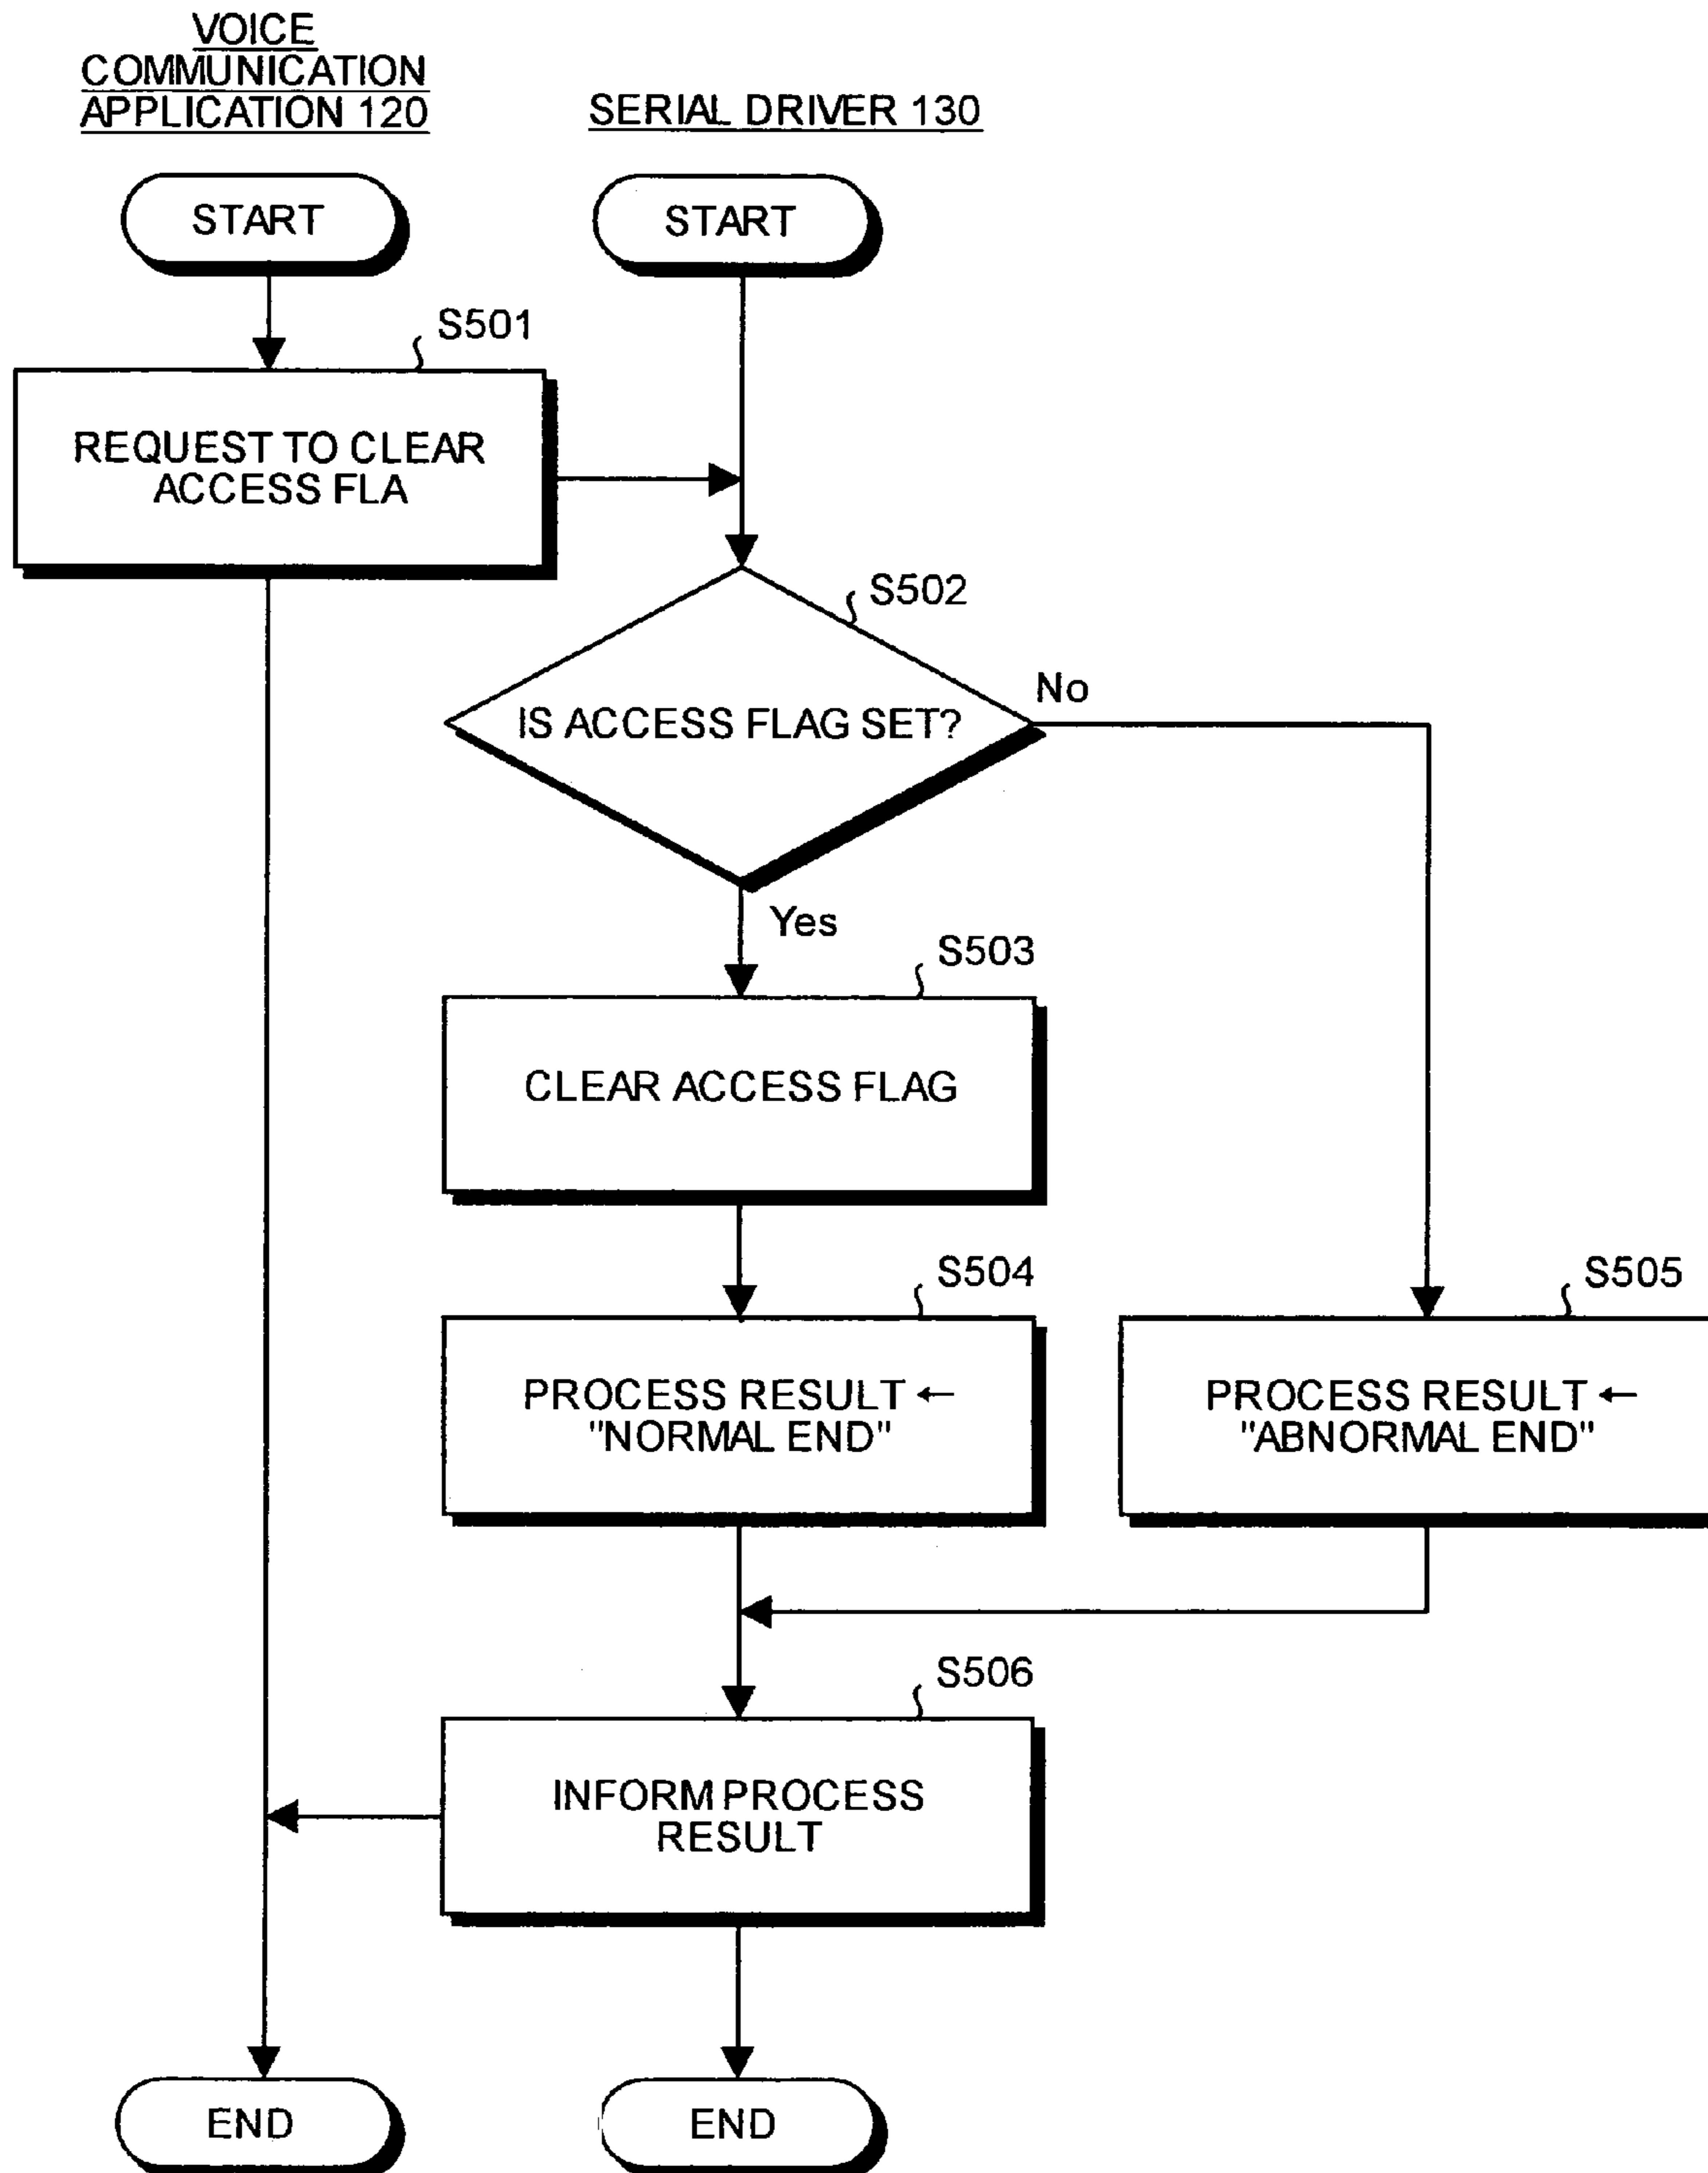 VOICE
COMMUNICATION
APPLICATION 120
SERIAL DRIVER 130
START
START
S501
REQUEST TO CLEAR
ACCESS FLA
S502
IS ACCESS FLAG SET?
No
Yes
S503
CLEAR ACCESS FLAG
S504
PROCESS RESULT ←
"NORMAL END"
S505
PROCESS RESULT ←
"ABNORMAL END"
S506
INFORM PROCESS
RESULT
END
END